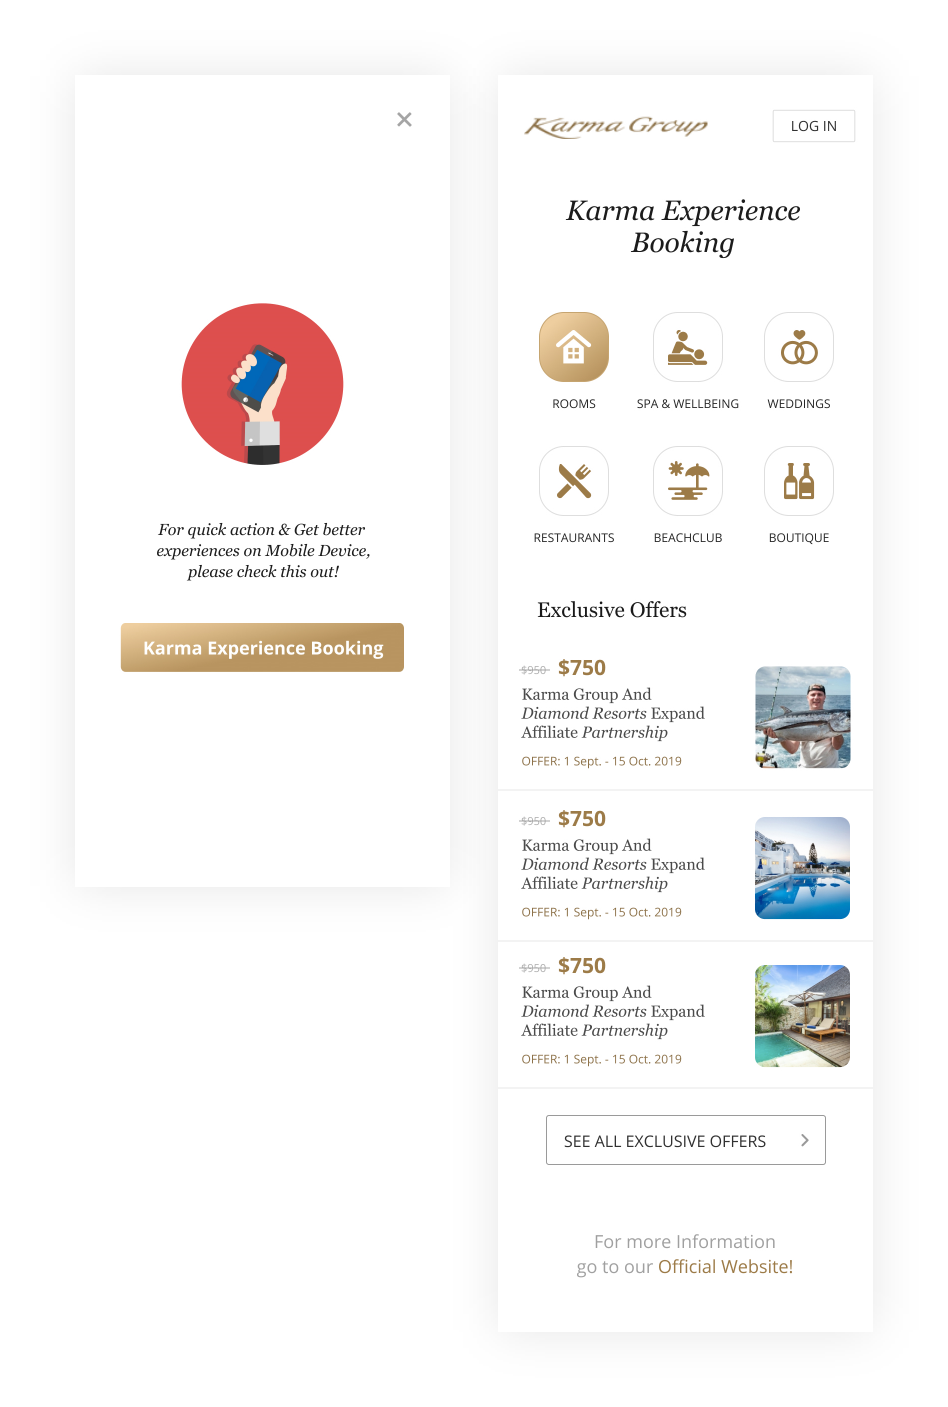 For quick action & Get better
experiences on Mobile Device,
please check this out!
Karma Experience Booking
Karma Group
LOG IN
Karma Experience
Booking
ROOMS
SPA & WELLBEING
WEDDINGS
RESTAURANTS
BEACHCLUB
BOUTIQUE
Exclusive Offers
$950 $750
Karma Group And
Diamond Resorts Expand
Affiliate Partnership
OFFER: 1 Sept. - 15 Oct. 2019
$950 $750
Karma Group And
Diamond Resorts Expand
Affiliate Partnership
OFFER: 1 Sept. - 15 Oct. 2019
$950 $750
Karma Group And
Diamond Resorts Expand
Affiliate Partnership
OFFER: 1 Sept. - 15 Oct. 2019
SEE ALL EXCLUSIVE OFFERS
For more Information
go to our Official Website!